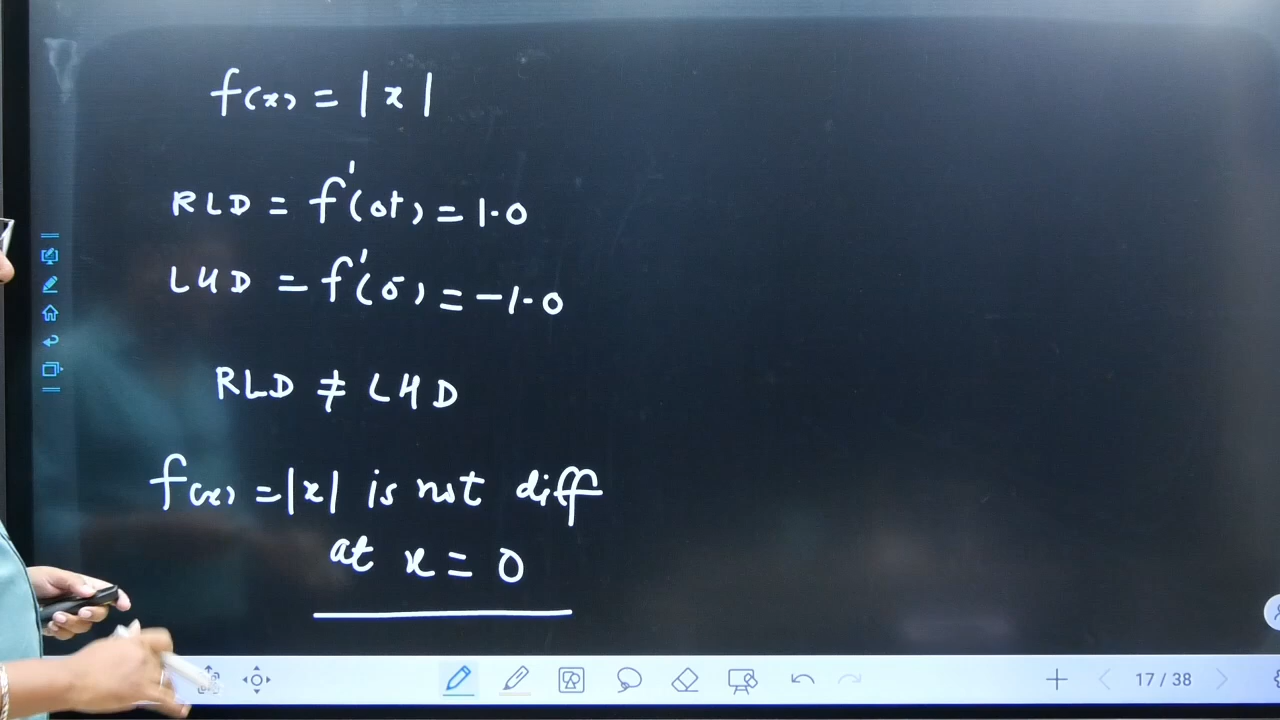 f(x) = |x|
RLD = f'(0+) = 1.0
LHD = f'(0-) = -1.0
RLD ≠ LHD
f(x) = |x| is not diff
at x = 0
17 / 38